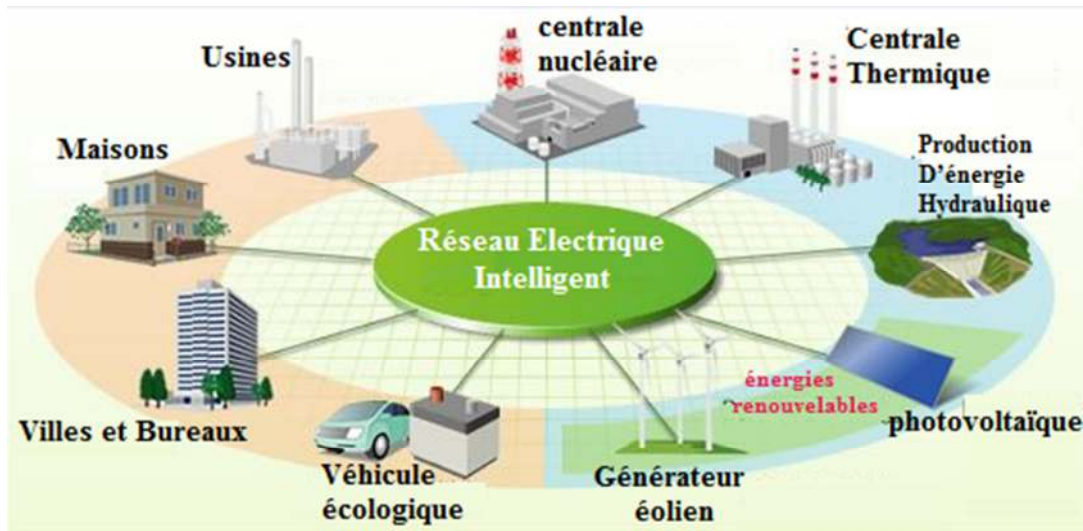 Usines
centrale
nucléaire
Centrale
Thermique
Maisons
Production
D'énergie
Hydraulique
Réseau Electrique
Intelligent
Villes et Bureaux
Véhicule
écologique
Générateur
éolien
énergies
renouvelables
photovoltaïque